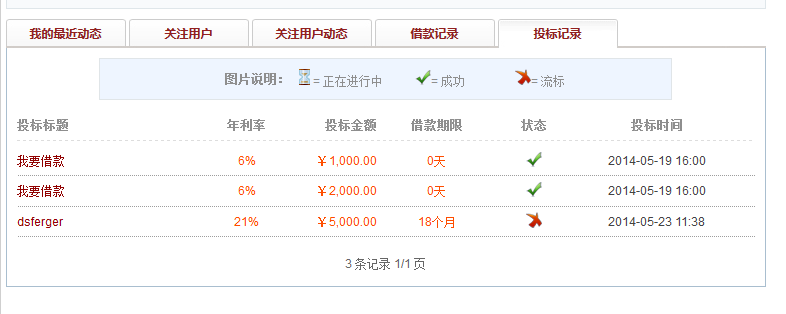 我的最近动态 关注用户 关注用户动态 借款记录 投标记录
图片说明： = 正在进行中 = 成功 = 流标
投标标题 年利率 投标金额 借款期限 状态 投标时间
我要借款 6% ￥1,000.00 0天 2014-05-19 16:00
我要借款 6% ￥2,000.00 0天 2014-05-19 16:00
dsferger 21% ￥5,000.00 18个月 2014-05-23 11:38
3 条记录 1/1 页